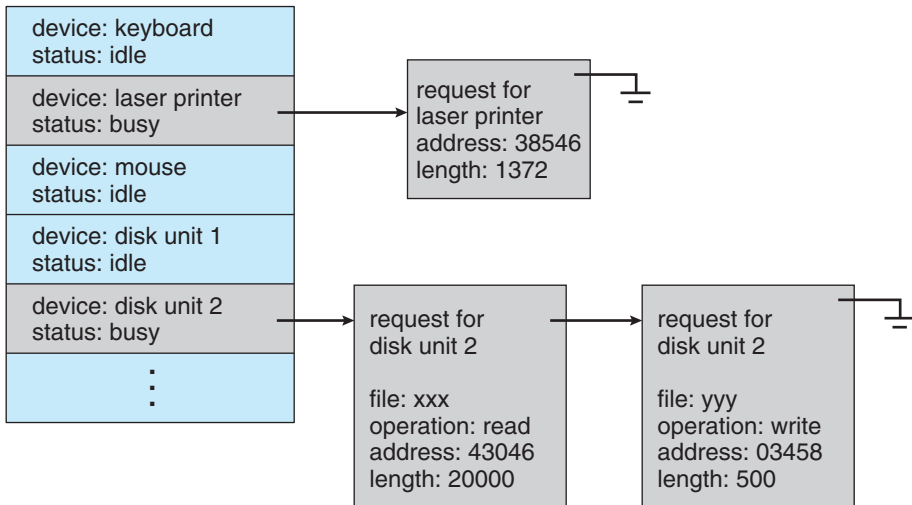 device: keyboard
status: idle
device: laser printer
status: busy
device: mouse
status: idle
device: disk unit 1
status: idle
device: disk unit 2
status: busy
request for
laser printer
address: 38546
length: 1372
request for
disk unit 2
file: xxx
operation: read
address: 43046
length: 20000
request for
disk unit 2
file: yyy
operation: write
address: 03458
length: 500